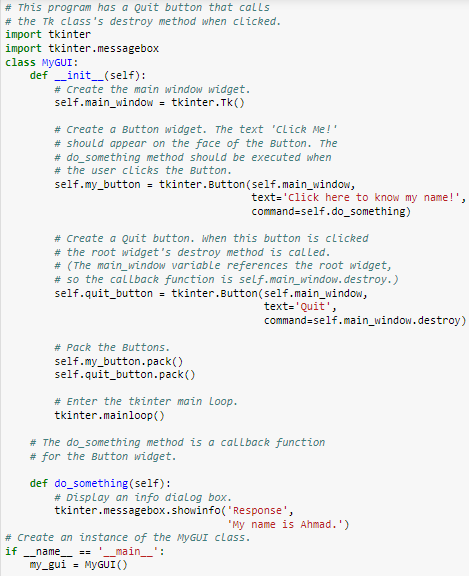 # This program has a Quit button that calls
# the Tk class's destroy method when clicked.
import tkinter
import tkinter.messagebox
class MyGUI:
    def __init__(self):
        # Create the main window widget.
        self.main_window = tkinter.Tk()

        # Create a Button widget. The text 'Click Me!'
        # should appear on the face of the Button. The
        # do_something method should be executed when
        # the user clicks the Button.
        self.my_button = tkinter.Button(self.main_window,
                                        text='Click here to know my name!',
                                        command=self.do_something)

        # Create a Quit button. When this button is clicked
        # the root widget's destroy method is called.
        # (The main_window variable references the root widget,
        # so the callback function is self.main_window.destroy.)
        self.quit_button = tkinter.Button(self.main_window,
                                          text='Quit',
                                          command=self.main_window.destroy)

        # Pack the Buttons.
        self.my_button.pack()
        self.quit_button.pack()

        # Enter the tkinter main loop.
        tkinter.mainloop()

    # The do_something method is a callback function
    # for the Button widget.

    def do_something(self):
        # Display an info dialog box.
        tkinter.messagebox.showinfo('Response',
                                    'My name is Ahmad.')
# Create an instance of the MyGUI class.
if __name__ == '__main__':
    my_gui = MyGUI()